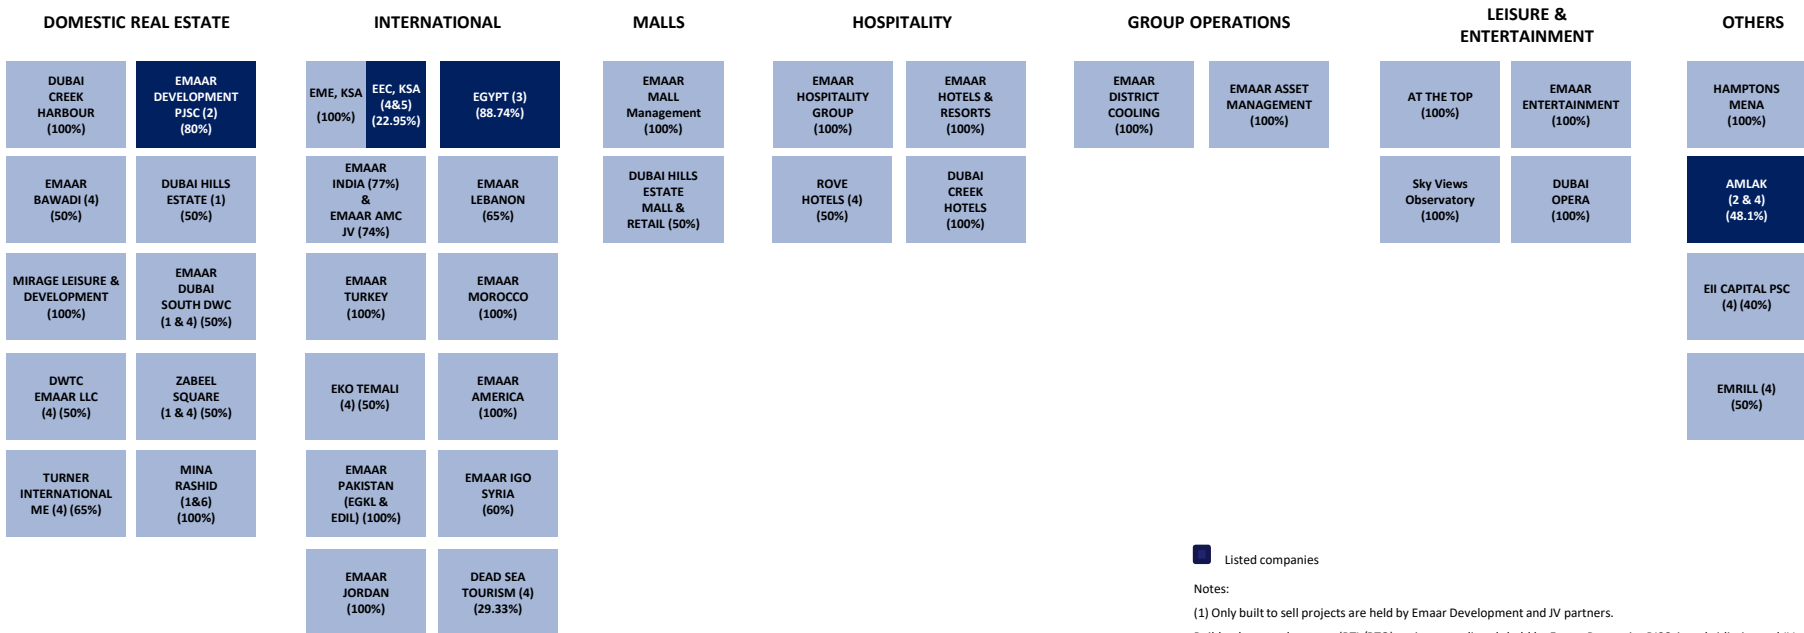 DOMESTIC REAL ESTATE
DUBAI
CREEK
HARBOUR
(100%)
EMAAR
DEVELOPMENT
PJSC (2)
(80%)
EMAAR
BAWADI (4)
(50%)
DUBAI HILLS
ESTATE (1)
(50%)
MIRAGE LEISURE &
DEVELOPMENT
(100%)
EMAAR
DUBAI
SOUTH DWC
(1 & 4) (50%)
DWTC
EMAAR LLC
(4) (50%)
ZABEEL
SQUARE
(1 & 4) (50%)
TURNER
INTERNATIONAL
ME (4) (65%)
MINA
RASHID
(1&6)
(100%)
INTERNATIONAL
EME, KSA
(100%)
EEC, KSA
(4&5)
(22.95%)
EGYPT (3)
(88.74%)
EMAAR
INDIA (77%)
&
EMAAR AMC
JV (74%)
EMAAR
LEBANON
(65%)
EMAAR
TURKEY
(100%)
EMAAR
MOROCCO
(100%)
EKO TEMALI
(4) (50%)
EMAAR
AMERICA
(100%)
EMAAR
PAKISTAN
(EGKL &
EDIL) (100%)
EMAAR IGO
SYRIA
(60%)
EMAAR
JORDAN
(100%)
DEAD SEA
TOURISM (4)
(29.33%)
MALLS
EMAAR
MALL
Management
(100%)
DUBAI HILLS
ESTATE
MALL &
RETAIL (50%)
HOSPITALITY
EMAAR
HOSPITALITY
GROUP
(100%)
EMAAR
HOTELS &
RESORTS
(100%)
ROVE
HOTELS (4)
(50%)
DUBAI
CREEK
HOTELS
(100%)
GROUP OPERATIONS
EMAAR
DISTRICT
COOLING
(100%)
EMAAR ASSET
MANAGEMENT
(100%)
LEISURE &
ENTERTAINMENT
AT THE TOP
(100%)
EMAAR
ENTERTAINMENT
(100%)
Sky Views
Observatory
(100%)
DUBAI
OPERA
(100%)
OTHERS
HAMPTONS
MENA
(100%)
AMLAK
(2 & 4)
(48.1%)
EII CAPITAL PSC
(4) (40%)
EMRILL (4)
(50%)
Listed companies
Notes:
(1) Only built to sell projects are held by Emaar Development and JV partners.